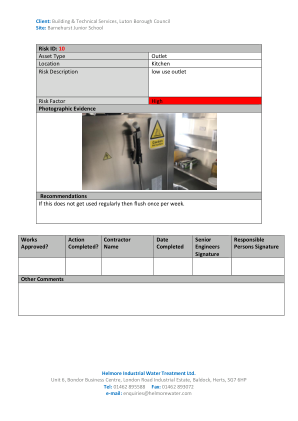 Client: Building & Technical Services, Luton Borough Council
Site: Barnehurst Junior School
Risk ID: 10
Asset Type Outlet
Location Kitchen
Risk Description low use outlet
Risk Factor High
Photographic Evidence
Recommendations
If this does not get used regularly then flush once per week.
Works Approved? Action Completed? Contractor Name Date Completed Senior Engineers Signature Responsible Persons Signature
Other Comments
Helmore Industrial Water Treatment Ltd.
Unit 6, Bondor Business Centre, London Road Industrial Estate, Baldock, Herts, SG7 6HP
Tel: 01462 895588 Fax: 01462 893872
e-mail: enquiries@helmorewater.com